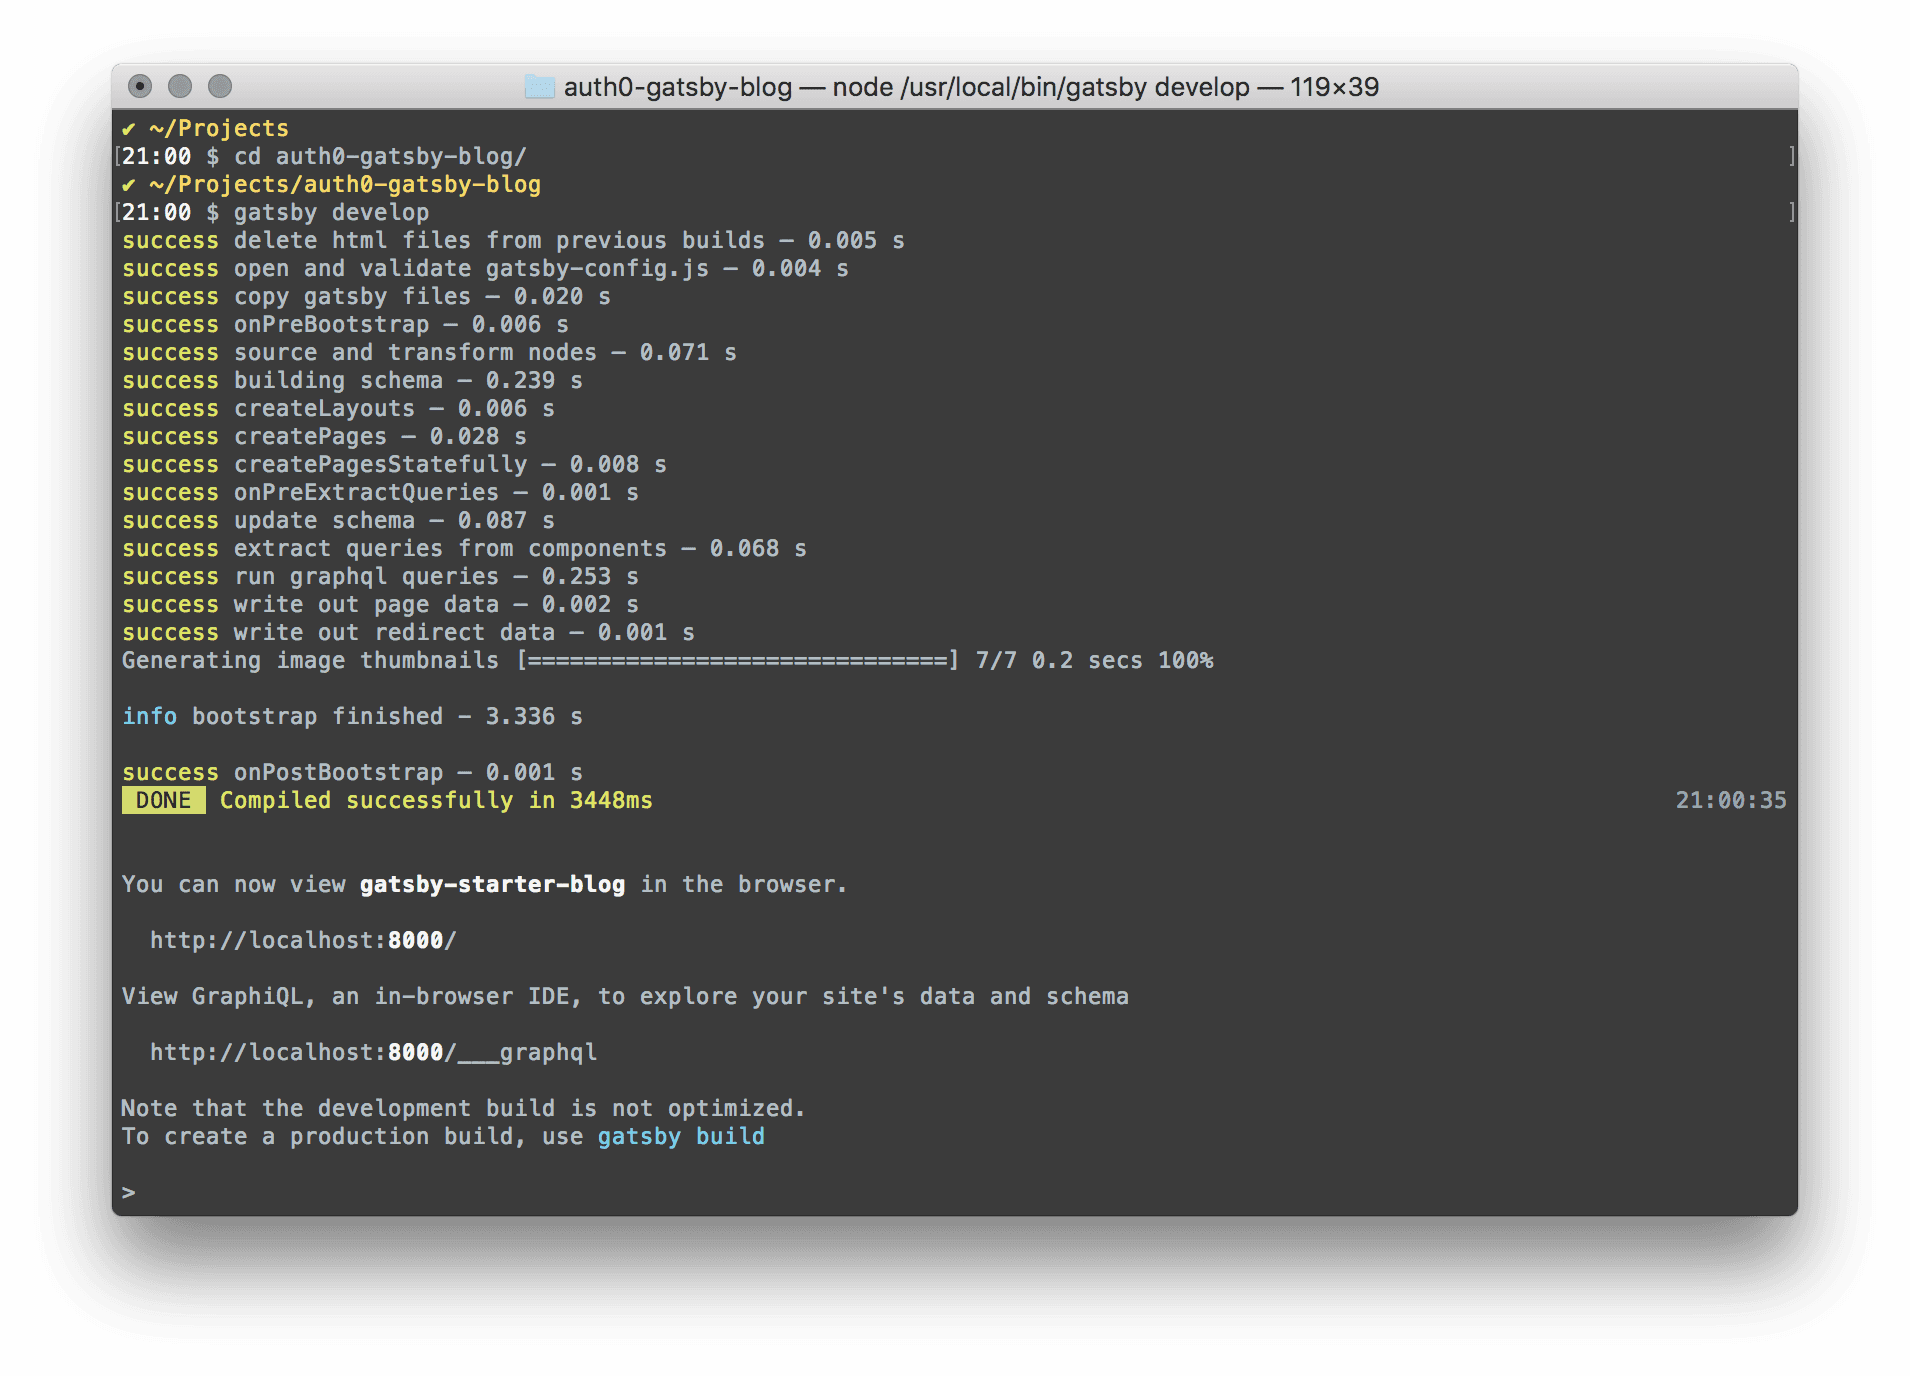 auth0-gatsby-blog — node /usr/local/bin/gatsby develop — 119×39
✔ ~/Projects
[21:00 $ cd auth0-gatsby-blog/ ]
✔ ~/Projects/auth0-gatsby-blog
[21:00 $ gatsby develop ]
success delete html files from previous builds — 0.005 s
success open and validate gatsby-config.js — 0.004 s
success copy gatsby files — 0.020 s
success onPreBootstrap — 0.006 s
success source and transform nodes — 0.071 s
success building schema — 0.239 s
success createLayouts — 0.006 s
success createPages — 0.028 s
success createPagesStatefully — 0.008 s
success onPreExtractQueries — 0.001 s
success update schema — 0.087 s
success extract queries from components — 0.068 s
success run graphql queries — 0.253 s
success write out page data — 0.002 s
success write out redirect data — 0.001 s
Generating image thumbnails [==============================] 7/7 0.2 secs 100%
info bootstrap finished - 3.336 s
success onPostBootstrap — 0.001 s
DONE Compiled successfully in 3448ms 21:00:35
You can now view gatsby-starter-blog in the browser.
http://localhost:8000/
View GraphiQL, an in-browser IDE, to explore your site's data and schema
http://localhost:8000/___graphql
Note that the development build is not optimized.
To create a production build, use gatsby build
>